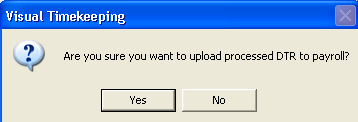 Visual Timekeeping
Are you sure you want to upload processed DTR to payroll?
Yes No